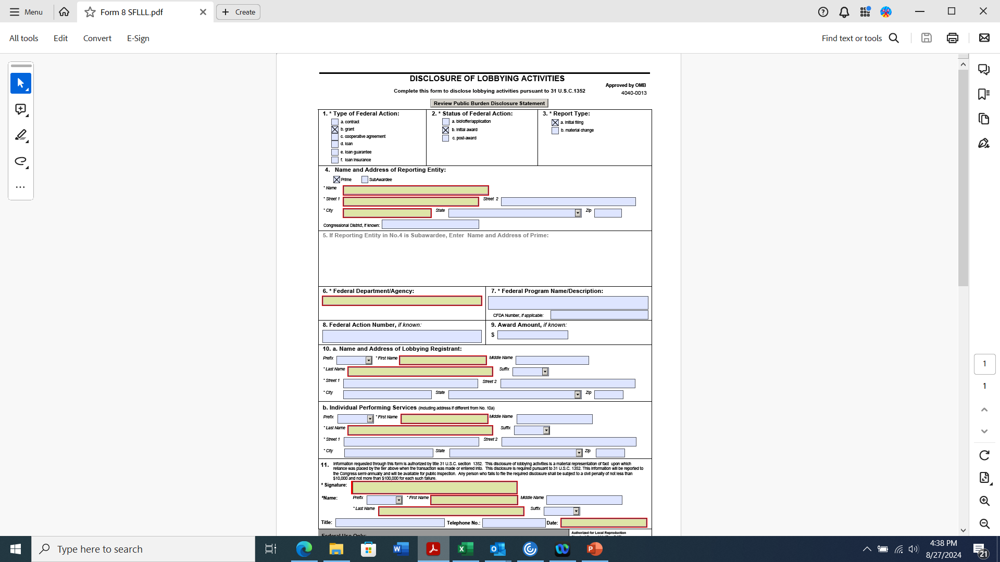 Menu
Form 8 SFLLL.pdf
Create
All tools
Edit
Convert
E-Sign
Find text or tools
DISCLOSURE OF LOBBYING ACTIVITIES
Approved by OMB
Complete this form to disclose lobbying activities pursuant to 31 U.S.C.1352
4040-0013
Review Public Burden Disclosure Statement
1. * Type of Federal Action:
a. contract
b. grant
c. cooperative agreement
d. loan
e. loan guarantee
f. loan insurance
2. * Status of Federal Action:
a. bid/offer/application
b. initial award
c. post-award
3. * Report Type:
a. initial filing
b. material change
4. Name and Address of Reporting Entity:
Prime SubAwardee
* Name
* Street 1 Street 2
* City State Zip
Congressional District, if known:
5. If Reporting Entity in No.4 is Subawardee, Enter Name and Address of Prime:
6. * Federal Department/Agency:
7. * Federal Program Name/Description:
CFDA Number, if applicable:
8. Federal Action Number, if known:
9. Award Amount, if known:
$
10. a. Name and Address of Lobbying Registrant:
Prefix * First Name Middle Name
* Last Name Suffix
* Street 1 Street 2
* City State Zip
b. Individual Performing Services (including address if different from No. 10a)
Prefix * First Name Middle Name
* Last Name Suffix
* Street 1 Street 2
* City State Zip
11. Information requested through this form is authorized by title 31 U.S.C. section 1352. This disclosure of lobbying activities is a material representation of fact upon which
reliance was placed by the tier above when the transaction was made or entered into. This disclosure is required pursuant to 31 U.S.C. 1352. This information will be reported to
the Congress semi-annually and will be available for public inspection. Any person who fails to file the required disclosure shall be subject to a civil penalty of not less than
$10,000 and not more than $100,000 for each such failure.
* Signature:
*Name: Prefix * First Name Middle Name
* Last Name Suffix
Title: Telephone No.: Date:
Federal Use Only:
Authorized for Local Reproduction
1
1
Type here to search
4:38 PM
8/27/2024
21